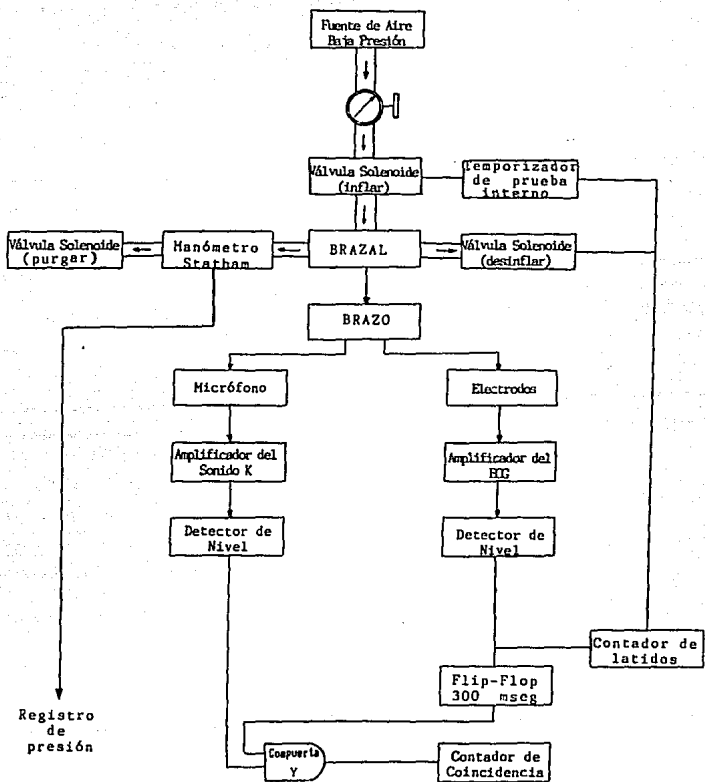 Fuente de Aire
Baja Presión
Válvula Solenoide
(inflar)
Temporizador
de prueba
interno
Válvula Solenoide
(purgar)
Manómetro
Statham
BRAZAL
Válvula Solenoide
(desinflar)
BRAZO
Micrófono
Electrodos
Amplificador del
Sonido K
Amplificador del
ECG
Detector de
Nivel
Detector de
Nivel
Contador de
latidos
Flip-Flop
300 mseg
Registro
de
presión
Compuerta
Y
Contador de
Coincidencia